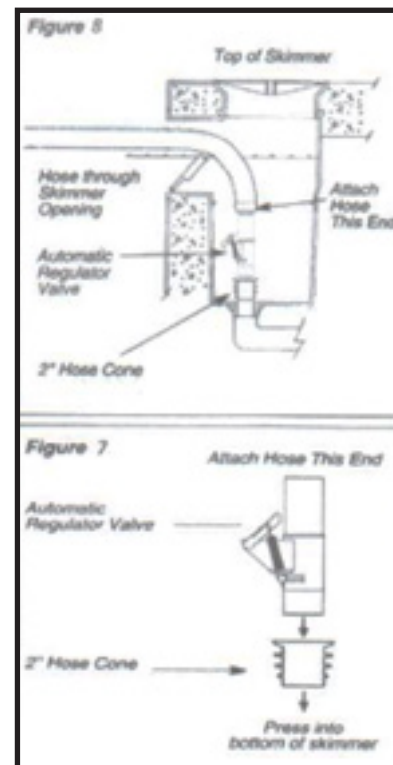 Figure 8
Top of Skimmer
Hose through
Skimmer
Opening
Attach
Hose
This End
Automatic
Regulator
Valve
2" Hose Cone
Figure 7
Attach Hose This End
Automatic
Regulator Valve
2" Hose Cone
Press into
bottom of skimmer